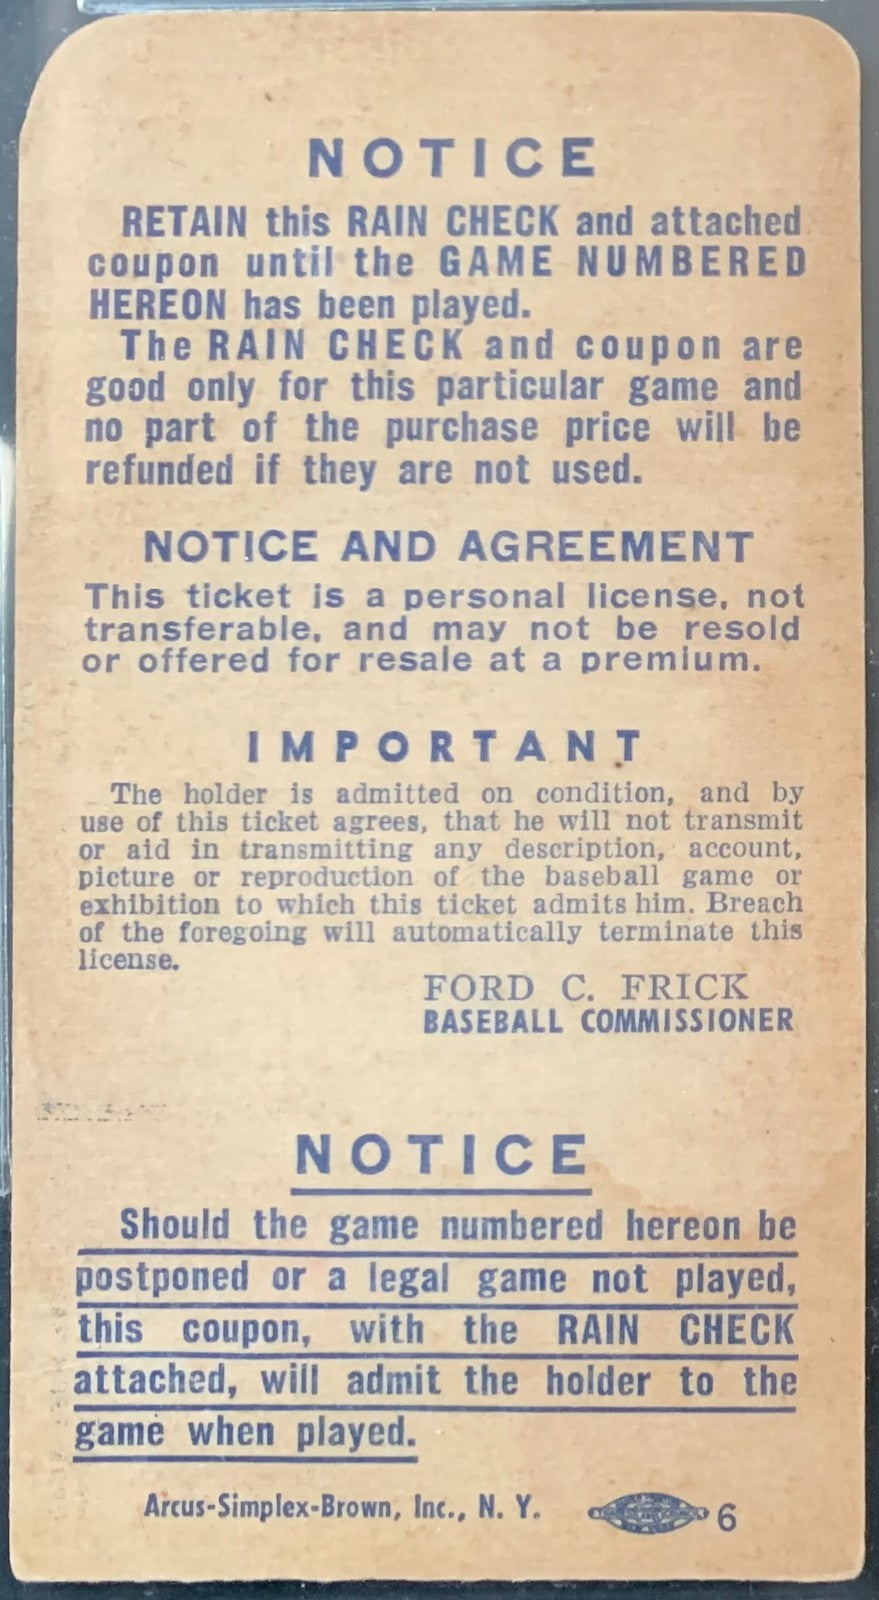 NOTICE
RETAIN this RAIN CHECK and attached
coupon until the GAME NUMBERED
HEREON has been played.
The RAIN CHECK and coupon are
good only for this particular game and
no part of the purchase price will be
refunded if they are not used.
NOTICE AND AGREEMENT
This ticket is a personal license, not
transferable, and may not be resold
or offered for resale at a premium.
IMPORTANT
The holder is admitted on condition, and by
use of this ticket agrees, that he will not transmit
or aid in transmitting any description, account,
picture or reproduction of the baseball game or
exhibition to which this ticket admits him. Breach
of the foregoing will automatically terminate this
license.
FORD C. FRICK
BASEBALL COMMISSIONER
NOTICE
Should the game numbered hereon be
postponed or a legal game not played,
this coupon, with the RAIN CHECK
attached, will admit the holder to the
game when played.
Arcus-Simplex-Brown, Inc., N. Y. 6